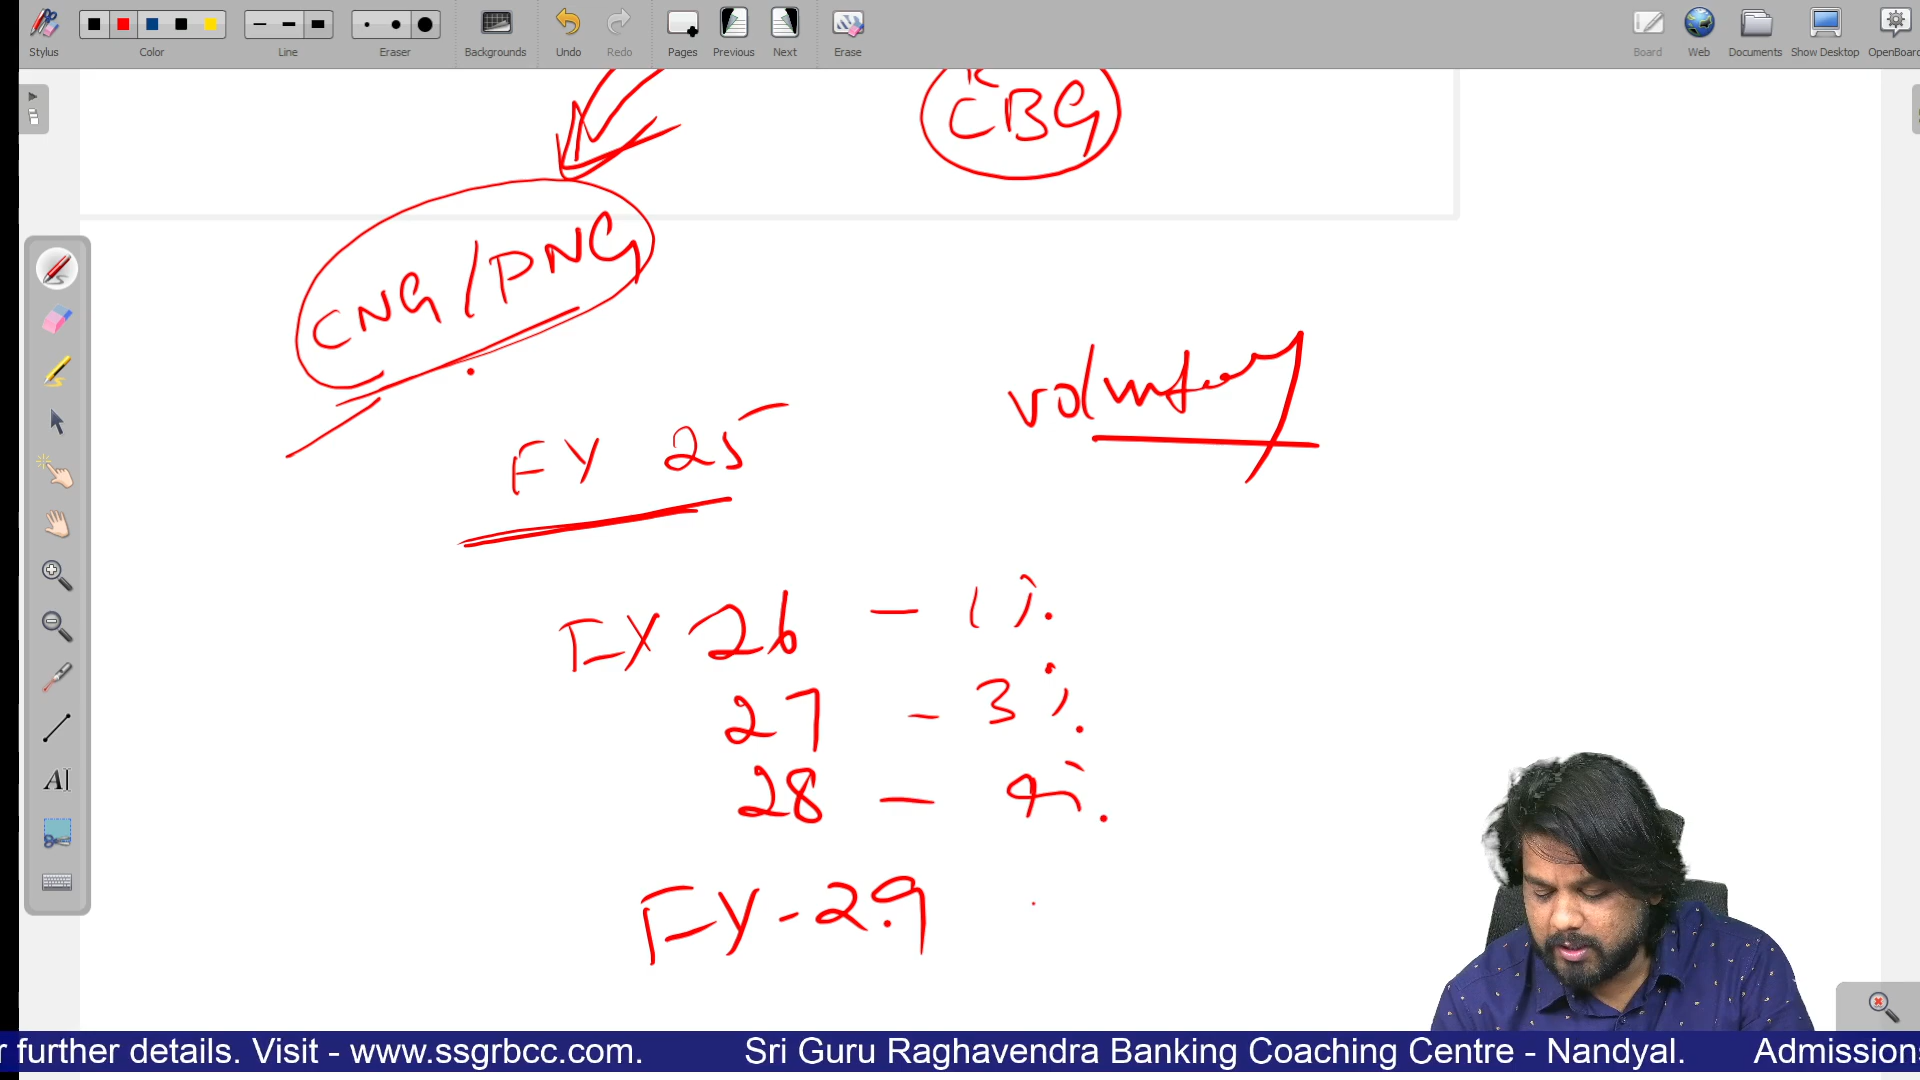 Stylus
Color
Line
Eraser
Backgrounds
Undo
Redo
Pages
Previous
Next
Erase
Board
Web
Documents
Show Desktop
OpenBoard
CBG
CNG/PNG
voluntary
FY 25
FY 26 - 1%
27 - 3%
28 - 4%
FY-29
AI
r further details. Visit - www.ssgrbcc.com. Sri Guru Raghavendra Banking Coaching Centre - Nandyal. Admission